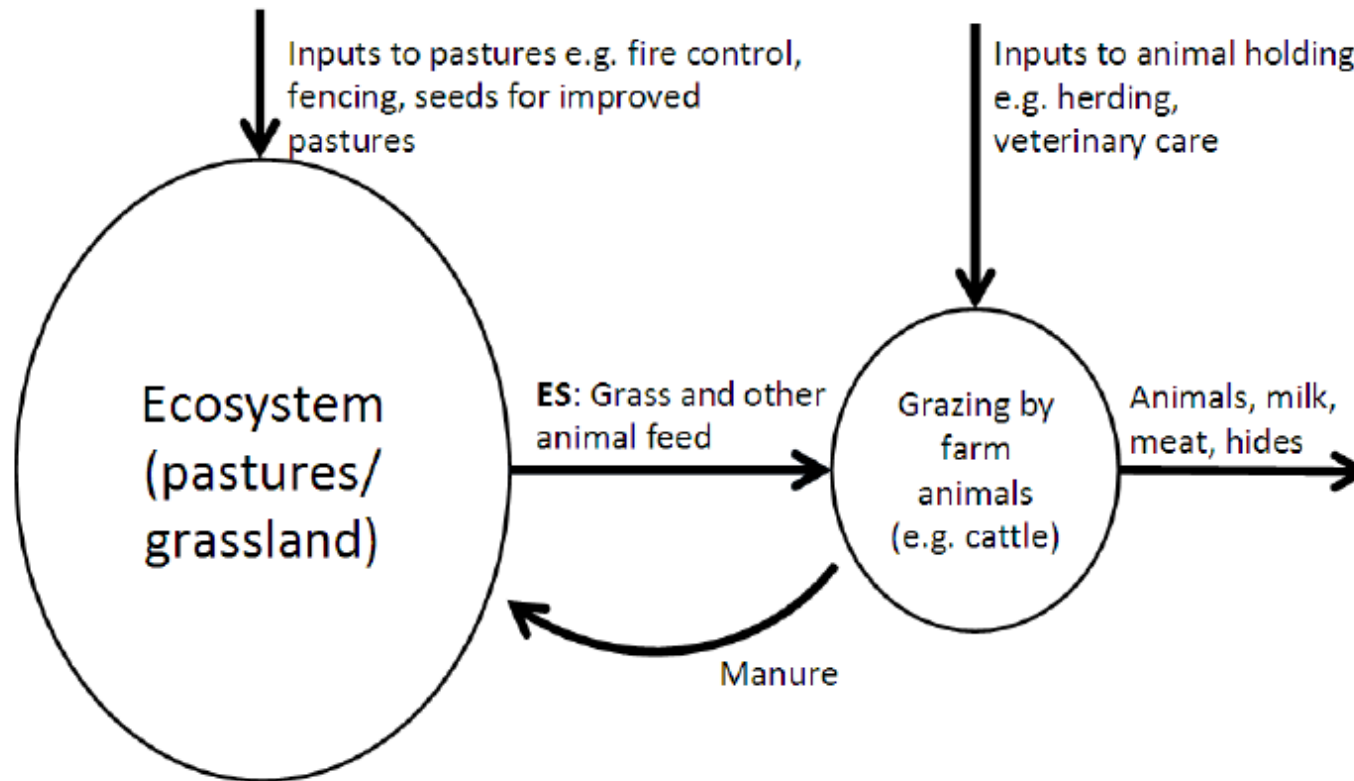 Inputs to pastures e.g. fire control,
fencing, seeds for improved
pastures
Inputs to animal holding
e.g. herding,
veterinary care
Ecosystem
(pastures/
grassland)
ES: Grass and other
animal feed
Grazing by
farm
animals
(e.g. cattle)
Animals, milk,
meat, hides
Manure